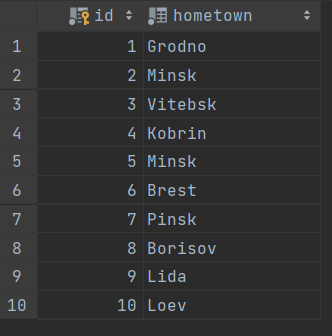 id hometown
1 1 Grodno
2 2 Minsk
3 3 Vitebsk
4 4 Kobrin
5 5 Minsk
6 6 Brest
7 7 Pinsk
8 8 Borisov
9 9 Lida
10 10 Loev